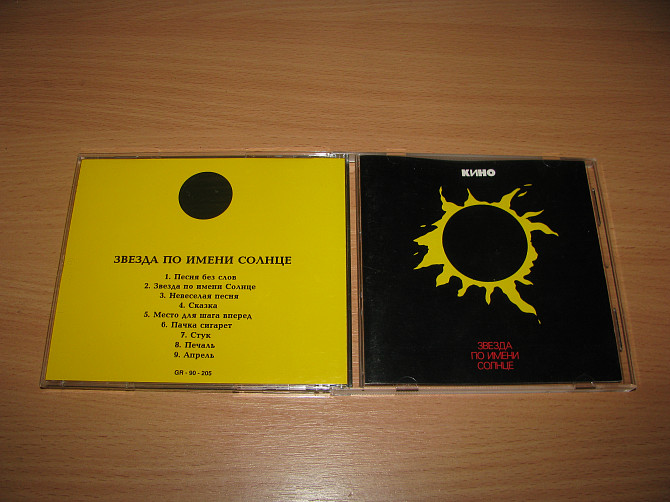 ЗВЕЗДА ПО ИМЕНИ СОЛНЦЕ
1. Песня без слов
2. Звезда по имени Солнце
3. Невеселая песня
4. Сказка
5. Место для шага вперед
6. Пачка сигарет
7. Стук
8. Печаль
9. Апрель
GR - 90 - 205
КИНО
ЗВЕЗДА
ПО ИМЕНИ
СОЛНЦЕ